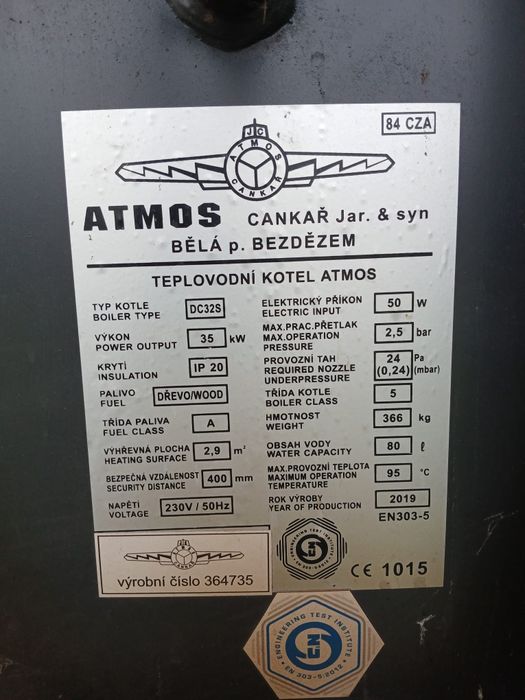 84 CZA
JC
ATMOS
CANKAŘ
ATMOS CANKAŘ Jar. & syn
BĚLÁ p. BEZDĚZEM
TEPLOVODNÍ KOTEL ATMOS
TYP KOTLE
BOILER TYPE DC32S
VÝKON
POWER OUTPUT 35 kW
KRYTÍ
INSULATION IP 20
PALIVO
FUEL DŘEVO/WOOD
TŘÍDA PALIVA
FUEL CLASS A
VÝHŘEVNÁ PLOCHA
HEATING SURFACE 2,9 m²
BEZPEČNÁ VZDÁLENOST
SECURITY DISTANCE 400 mm
NAPĚTÍ
VOLTAGE 230V / 50Hz
ELEKTRICKÝ PŘÍKON
ELECTRIC INPUT 50 W
MAX.PRAC.PŘETLAK
MAX.OPERATION
PRESSURE 2,5 bar
PROVOZNÍ TAH
REQUIRED NOZZLE
UNDERPRESSURE 24 Pa
(0,24) (mbar)
TŘÍDA KOTLE
BOILER CLASS 5
HMOTNOST
WEIGHT 366 kg
OBSAH VODY
WATER CAPACITY 80 ℓ
MAX.PROVOZNÍ TEPLOTA
MAXIMUM OPERATION
TEMPERATURE 95 °C
ROK VÝROBY
YEAR OF PRODUCTION 2019
EN303-5
výrobní číslo 364735
CE 1015
ENGINEERING TEST INSTITUTE
EN 303-5:2012